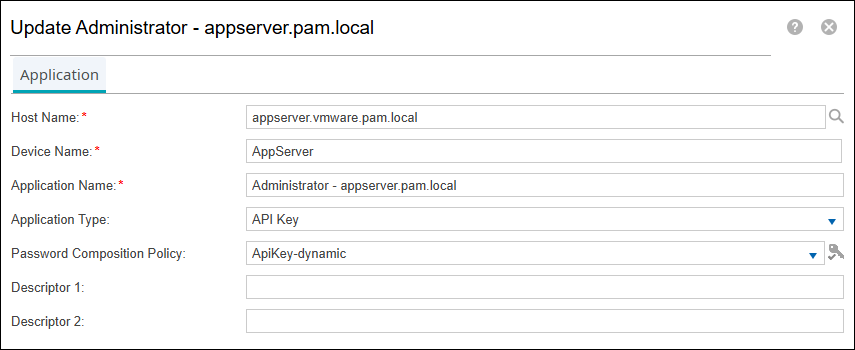 Update Administrator - appserver.pam.local
?
Application
Host Name:* appserver.vmware.pam.local
Device Name:* AppServer
Application Name:* Administrator - appserver.pam.local
Application Type: API Key
Password Composition Policy: ApiKey-dynamic
Descriptor 1:
Descriptor 2: